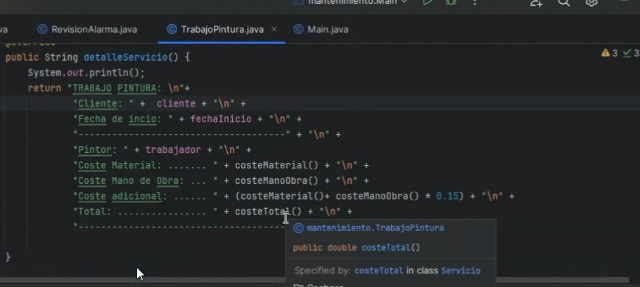 mantenimiento.Main
va RevisionAlarma.java TrabajoPintura.java × Main.java
public String detalleServicio() { 3 3
System.out.println();
return "TRABAJO PINTURA: \n"+
"Cliente: " + cliente + "\n" +
"Fecha de incio: " + fechaInicio + "\n" +
"------------------------------------" + "\n" +
"Pintor: " + trabajador + "\n" +
"Coste Material: ....... " + costeMaterial() + "\n" +
"Coste Mano de Obra: ... " + costeManoObra() + "\n" +
"Coste adicional: ...... " + (costeMaterial()+ costeManoObra() * 0.15) + "\n" +
"Total: ................ " + costeTotal() + "\n" +
"------------------------------------
mantenimiento.TrabajoPintura
public double costeTotal()
}
Specified by: costeTotal in class Servicio